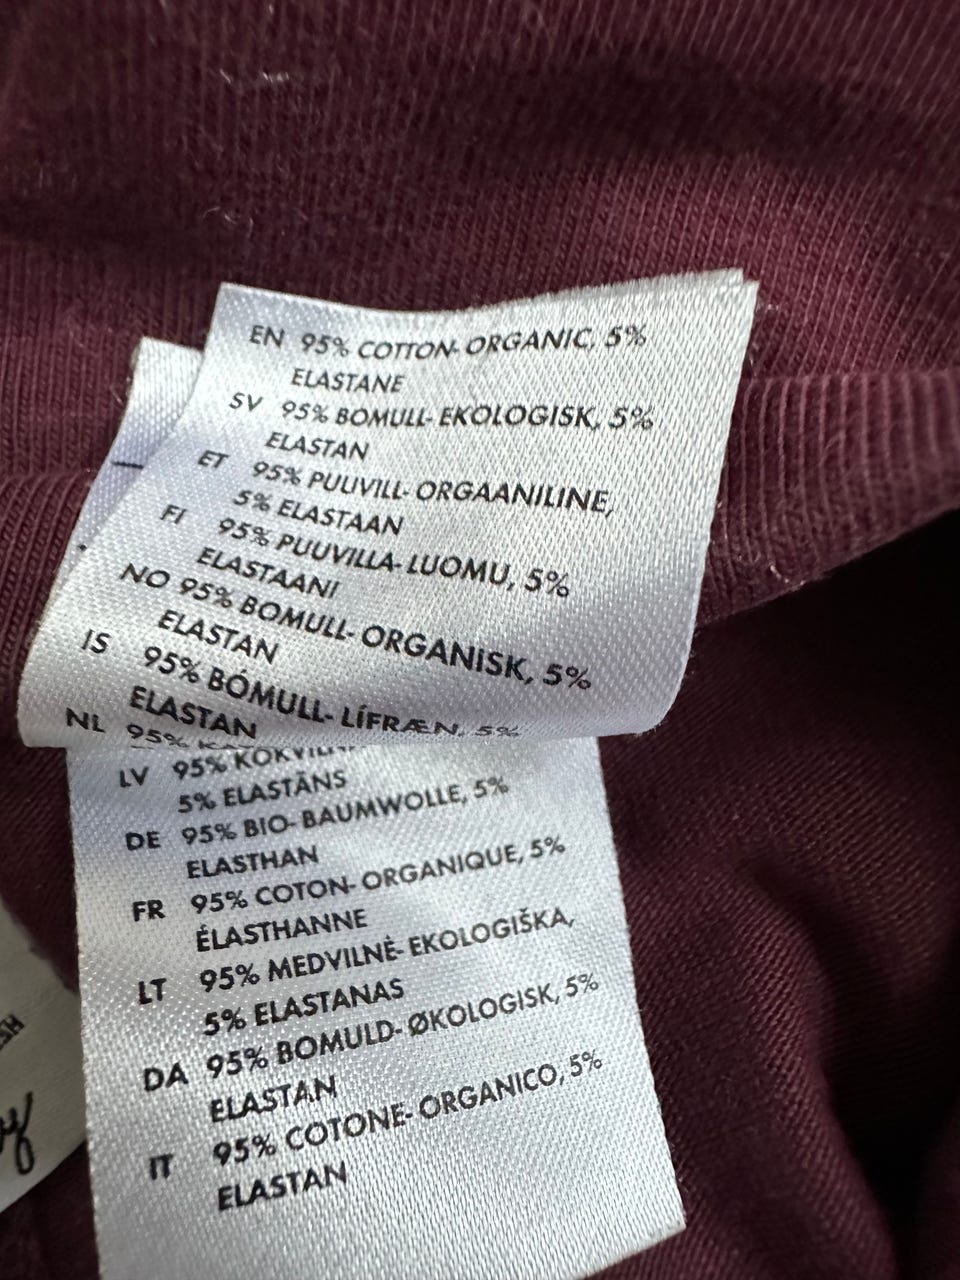 EN 95% COTTON- ORGANIC, 5%
ELASTANE
SV 95% BOMULL- EKOLOGISK, 5%
ELASTAN
ET 95% PUUVILL- ORGAANILINE,
5% ELASTAAN
FI 95% PUUVILLA- LUOMU, 5%
ELASTAANI
NO 95% BOMULL- ORGANISK, 5%
ELASTAN
IS 95% BÓMULL- LÍFRÆN, 5%
ELASTAN
NL 95%
LV 95%
5% ELASTĀNS
DE 95% BIO- BAUMWOLLE, 5%
ELASTHAN
FR 95% COTON- ORGANIQUE, 5%
ÉLASTHANNE
LT 95% MEDVILNĖ- EKOLOGIŠKA,
5% ELASTANAS
DA 95% BOMULD- ØKOLOGISK, 5%
ELASTAN
IT 95% COTONE- ORGANICO, 5%
ELASTAN